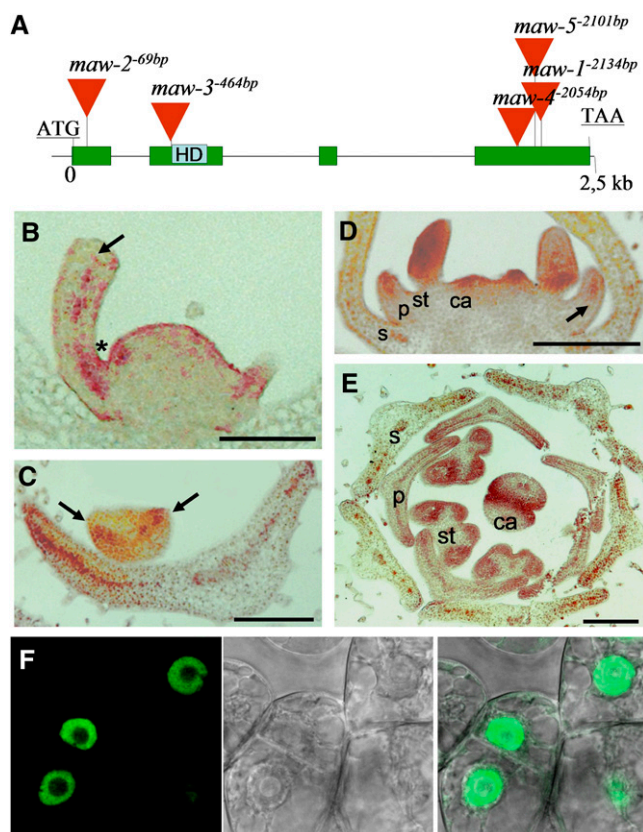 A
maw-5-2101bp
maw-2-69bp
maw-1-2134bp
maw-3-464bp
maw-4-2054bp
ATG
TAA
HD
0
2,5 kb
B
*
D
p
st
ca
s
C
E
s
p
st
ca
F